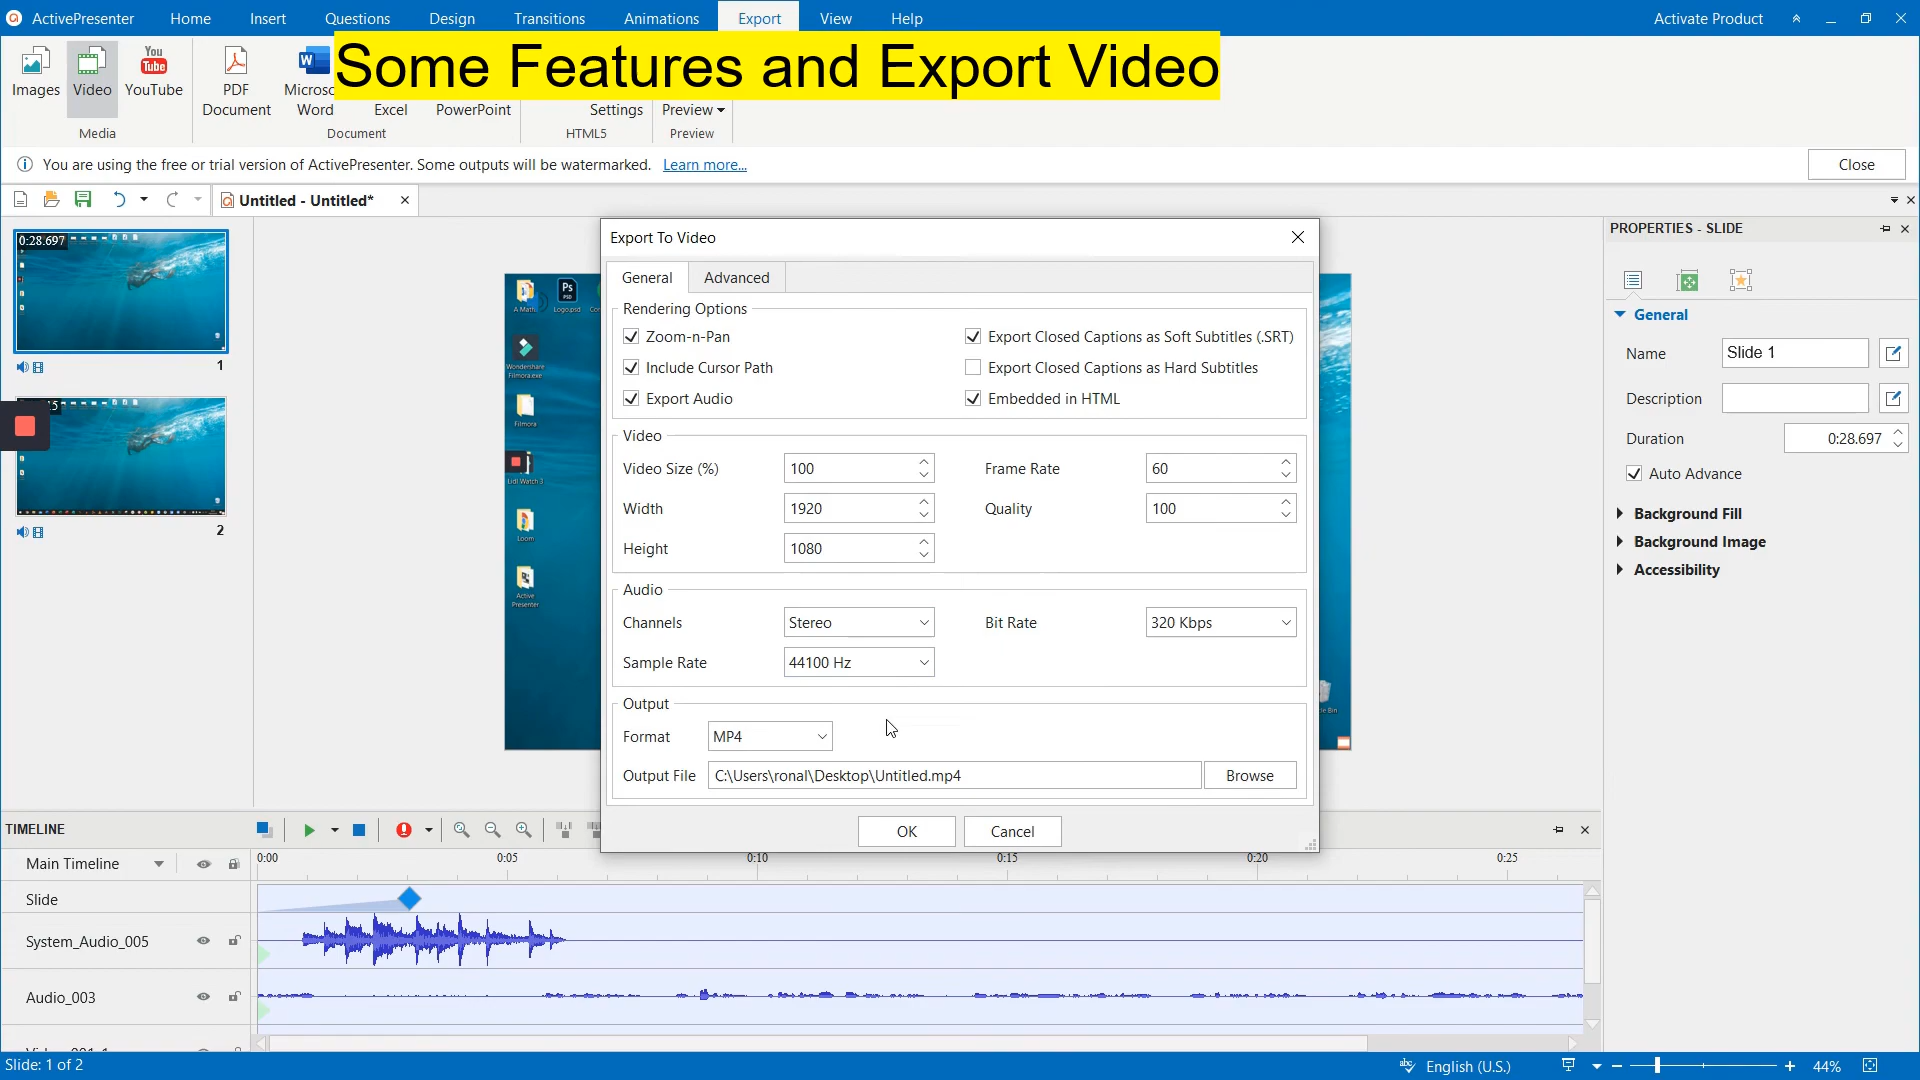 ActivePresenter Home Insert Questions Design Transitions Animations Export View Help Activate Product
Some Features and Export Video
Images Video YouTube PDF Document Word Excel PowerPoint Settings Preview
Media Document HTML5 Preview
You are using the free or trial version of ActivePresenter. Some outputs will be watermarked. Learn more... Close
Untitled - Untitled*
0:28.697
1
2
Export To Video
General Advanced
Rendering Options
Zoom-n-Pan Export Closed Captions as Soft Subtitles (.SRT)
Include Cursor Path Export Closed Captions as Hard Subtitles
Export Audio Embedded in HTML
Video
Video Size (%) 100 Frame Rate 60
Width 1920 Quality 100
Height 1080
Audio
Channels Stereo Bit Rate 320 Kbps
Sample Rate 44100 Hz
Output
Format MP4
Output File C:\Users\ronal\Desktop\Untitled.mp4 Browse
OK Cancel
Wondershare
Filmora.exe
Filmora
Loom
Active
Presenter
PROPERTIES - SLIDE
General
Name Slide 1
Description
Duration 0:28.697
Auto Advance
Background Fill
Background Image
Accessibility
TIMELINE
Main Timeline 0:00 0:05 0:10 0:15 0:20 0:25
Slide
System_Audio_005
Audio_003
Slide: 1 of 2 English (U.S.) 44%